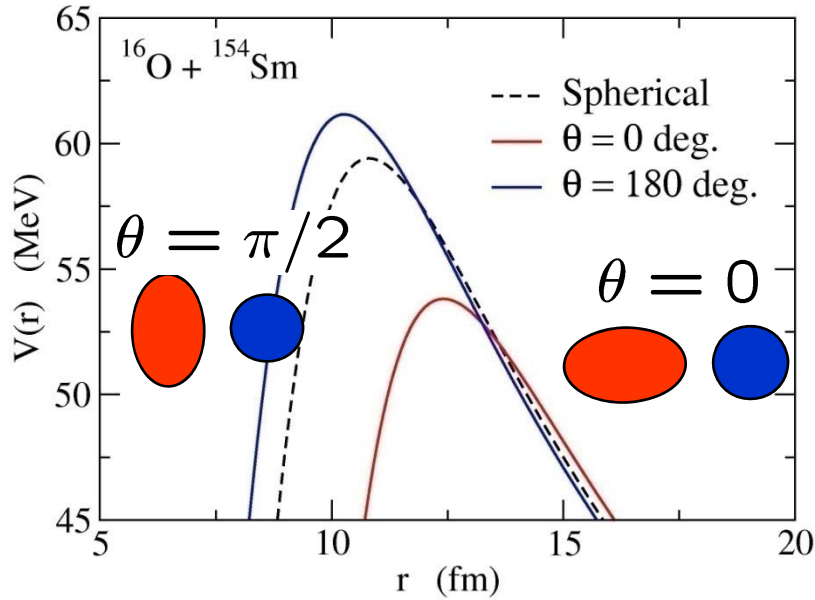 65
60
55
50
45
V(r) (MeV)
¹⁶O + ¹⁵⁴Sm
Spherical
θ = 0 deg.
θ = 180 deg.
θ = π/2
θ = 0
5
10
15
20
r (fm)